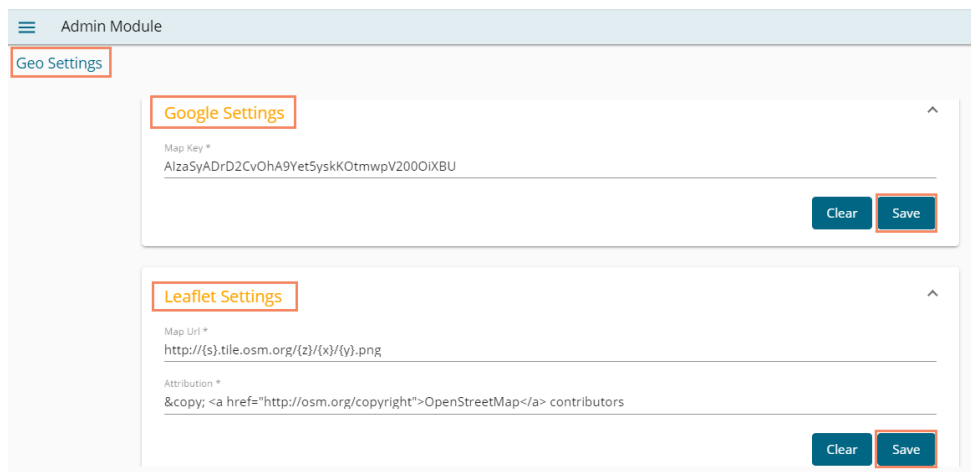 Admin Module
Geo Settings
Google Settings
Map Key *
AIzaSyADrD2CvOhA9Yet5yskKOtmwpV200OiXBU
Clear Save
Leaflet Settings
Map Url *
http://{s}.tile.osm.org/{z}/{x}/{y}.png
Attribution *
&copy; <a href="http://osm.org/copyright">OpenStreetMap</a> contributors
Clear Save